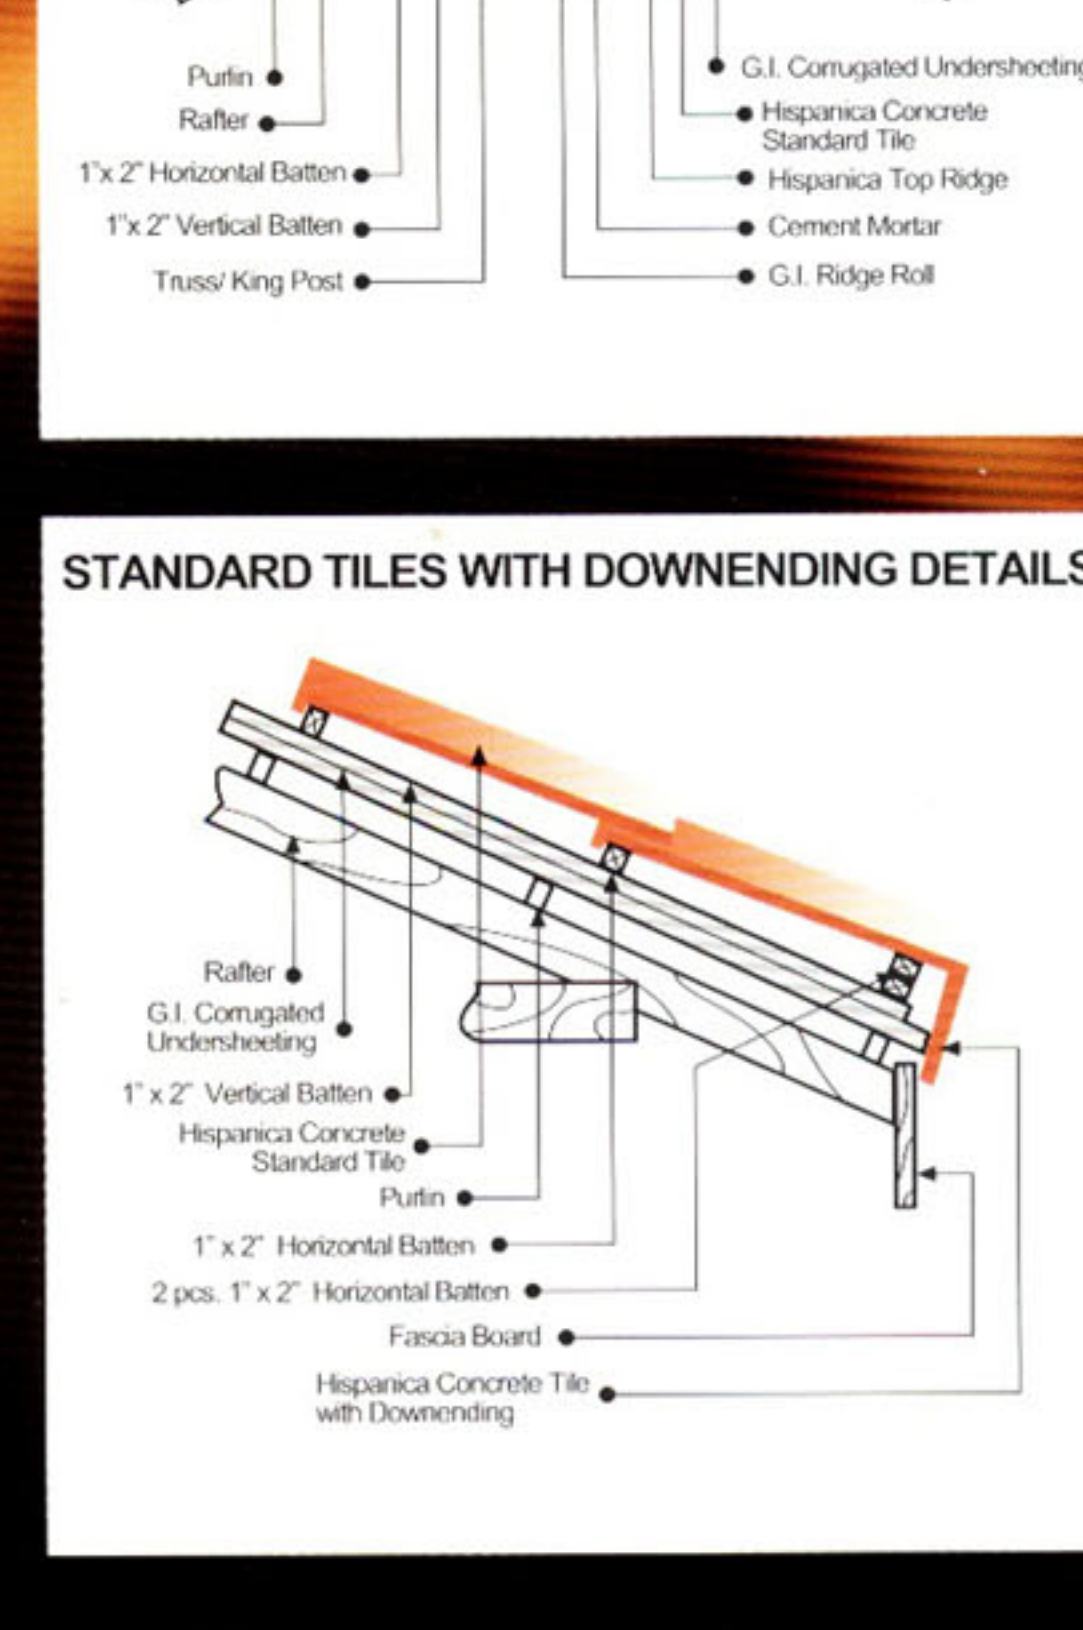 Purlin
Rafter
1"x 2" Horizontal Batten
1"x 2" Vertical Batten
Truss/ King Post
G.I. Corrugated Undersheeting
Hispanica Concrete
Standard Tile
Hispanica Top Ridge
Cement Mortar
G.I. Ridge Roll
STANDARD TILES WITH DOWNENDING DETAILS
Rafter
G.I. Corrugated
Undersheeting
1" x 2" Vertical Batten
Hispanica Concrete
Standard Tile
Purlin
1" x 2" Horizontal Batten
2 pcs. 1" x 2" Horizontal Batten
Fascia Board
Hispanica Concrete Tile
with Downending